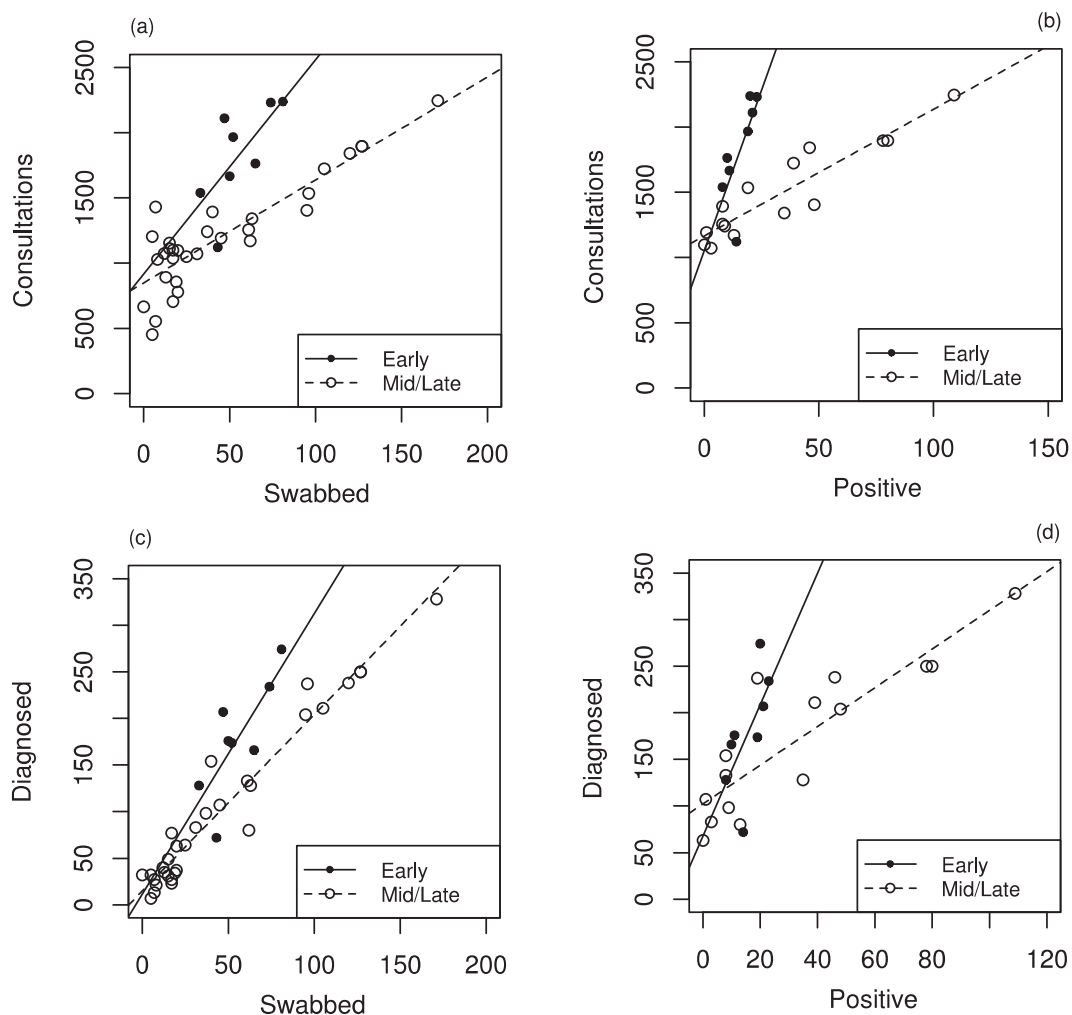 (a)
2500
1500
500
0
Consultations
0 50 100 150 200
Swabbed
Early
Mid/Late
(b)
2500
1500
500
0
Consultations
0 50 100 150
Positive
Early
Mid/Late
(c)
350
250
150
50
0
Diagnosed
0 50 100 150 200
Swabbed
Early
Mid/Late
(d)
350
250
150
50
0
Diagnosed
0 20 40 60 80 120
Positive
Early
Mid/Late